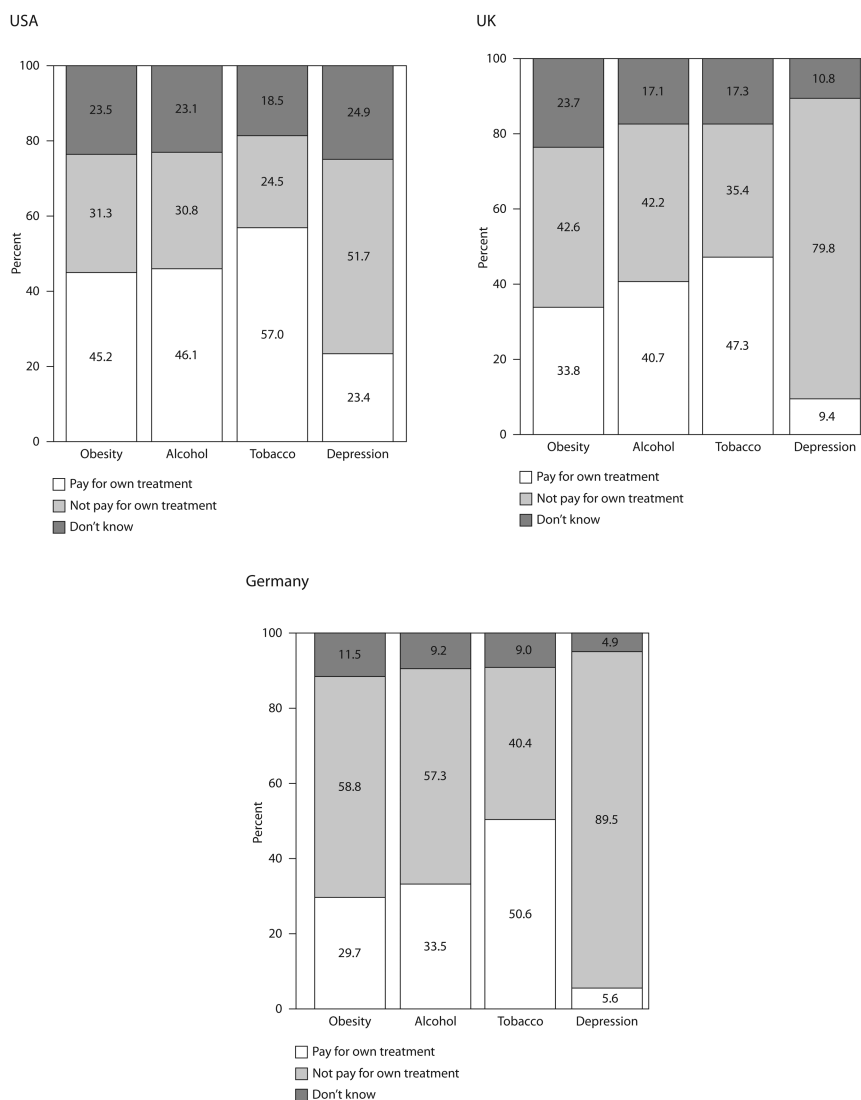 USA
100
80
60
40
20
0
Percent
23.5 23.1 18.5 24.9
31.3 30.8 24.5 51.7
45.2 46.1 57.0 23.4
Obesity Alcohol Tobacco Depression
Pay for own treatment
Not pay for own treatment
Don't know
UK
100
80
60
40
20
0
Percent
23.7 17.1 17.3 10.8
42.6 42.2 35.4 79.8
33.8 40.7 47.3 9.4
Obesity Alcohol Tobacco Depression
Pay for own treatment
Not pay for own treatment
Don't know
Germany
100
80
60
40
20
0
Percent
11.5 9.2 9.0 4.9
58.8 57.3 40.4 89.5
29.7 33.5 50.6 5.6
Obesity Alcohol Tobacco Depression
Pay for own treatment
Not pay for own treatment
Don't know